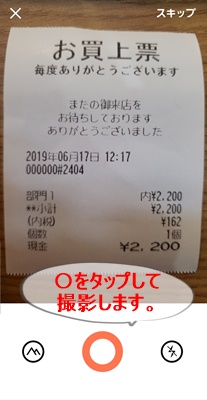 × スキップ
お買上票
毎度ありがとうございます
またの御来店を
お待ちしております
ありがとうございました
2019年06月17日 12:17
000000#2404
部門1 内¥2,200
**小計 ¥2,200
(内税) ¥162
個数 1個
現金 ¥2,200
○をタップして
撮影します。